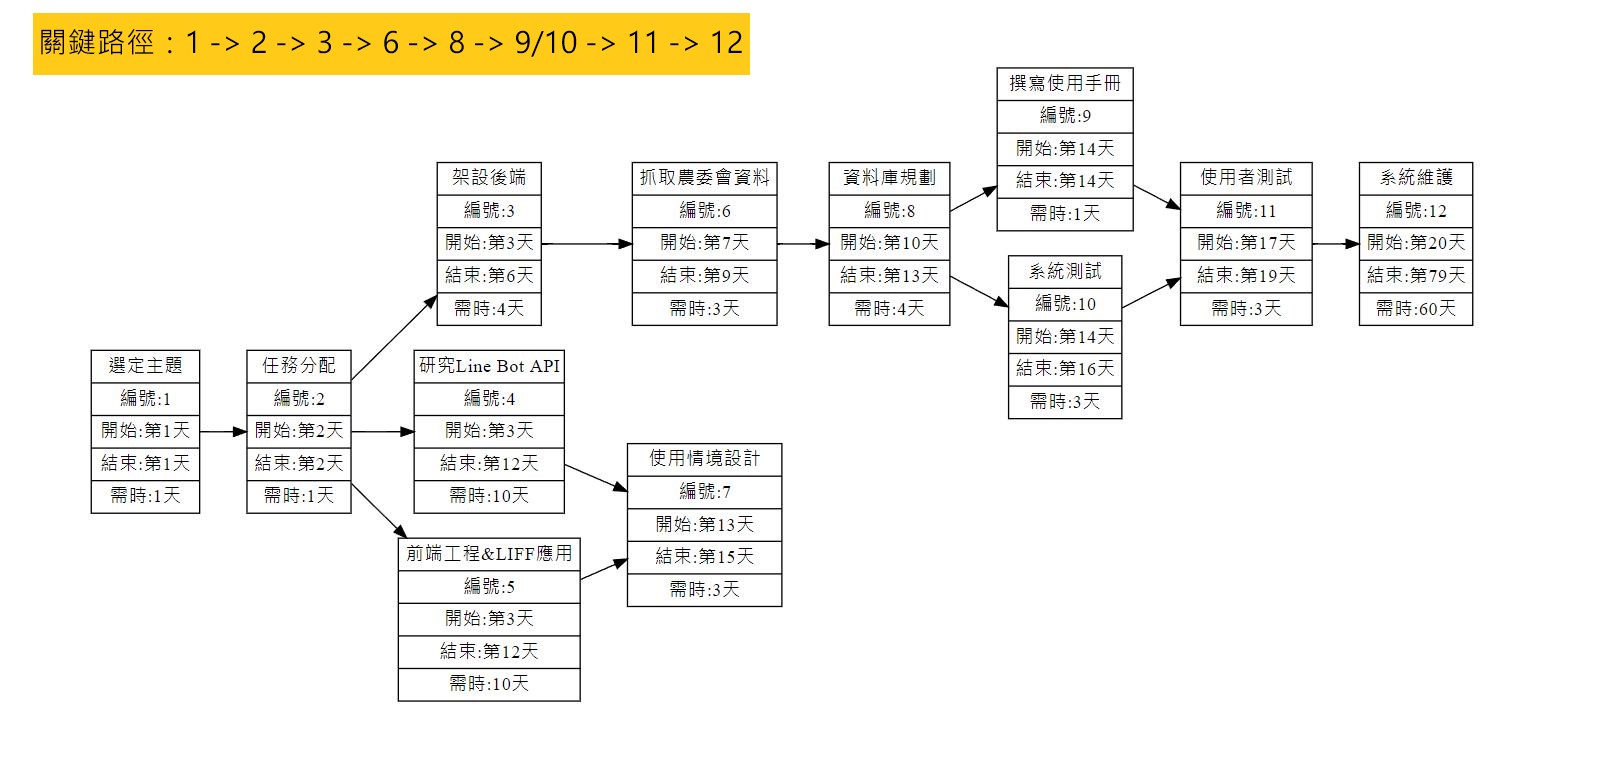 關鍵路徑：1 -> 2 -> 3 -> 6 -> 8 -> 9/10 -> 11 -> 12
撰寫使用手冊
編號:9
開始:第14天
結束:第14天
需時:1天
架設後端
編號:3
開始:第3天
結束:第6天
需時:4天
抓取農委會資料
編號:6
開始:第7天
結束:第9天
需時:3天
資料庫規劃
編號:8
開始:第10天
結束:第13天
需時:4天
使用者測試
編號:11
開始:第17天
結束:第19天
需時:3天
系統維護
編號:12
開始:第20天
結束:第79天
需時:60天
系統測試
編號:10
開始:第14天
結束:第16天
需時:3天
選定主題
編號:1
開始:第1天
結束:第1天
需時:1天
任務分配
編號:2
開始:第2天
結束:第2天
需時:1天
研究Line Bot API
編號:4
開始:第3天
結束:第12天
需時:10天
使用情境設計
編號:7
開始:第13天
結束:第15天
需時:3天
前端工程&LIFF應用
編號:5
開始:第3天
結束:第12天
需時:10天